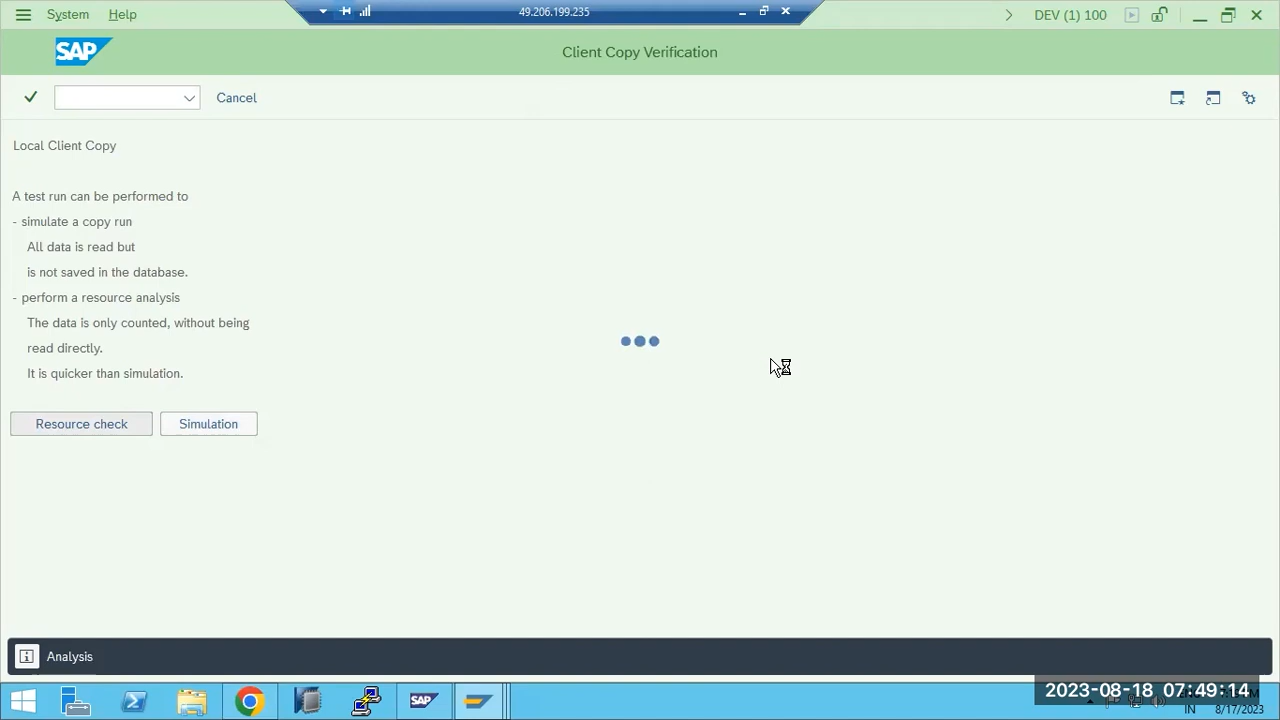 System Help 49.206.199.235 DEV (1) 100
SAP Client Copy Verification
Cancel
Local Client Copy
A test run can be performed to
- simulate a copy run
All data is read but
is not saved in the database.
- perform a resource analysis
The data is only counted, without being
read directly.
It is quicker than simulation.
Resource check Simulation
Analysis
SAP
2023-08-18 07:49:14
IN 8/17/2023